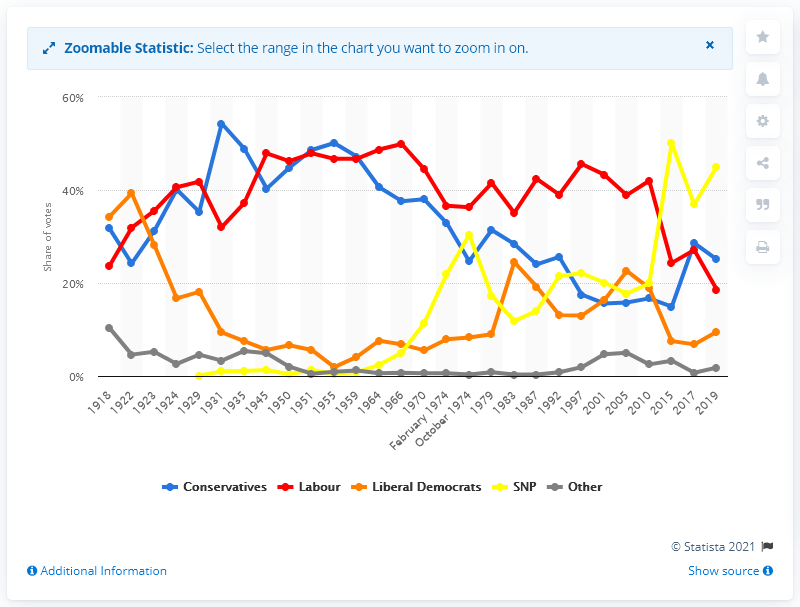 Zoomable Statistic: Select the range in the chart you want to zoom in on.
60%
40%
20%
0%
Share of votes
1918 1922 1923 1924 1929 1931 1935 1945 1950 1951 1955 1959 1964 1966 1970 February 1974 October 1974 1979 1983 1987 1992 1997 2001 2005 2010 2015 2017 2019
Conservatives Labour Liberal Democrats SNP Other
© Statista 2021
Additional Information Show source